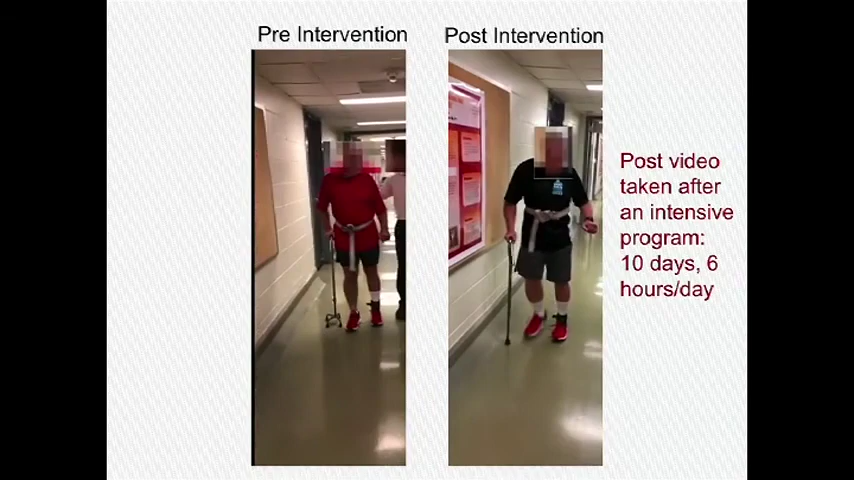 Pre Intervention
Post Intervention
Post video
taken after
an intensive
program:
10 days, 6
hours/day